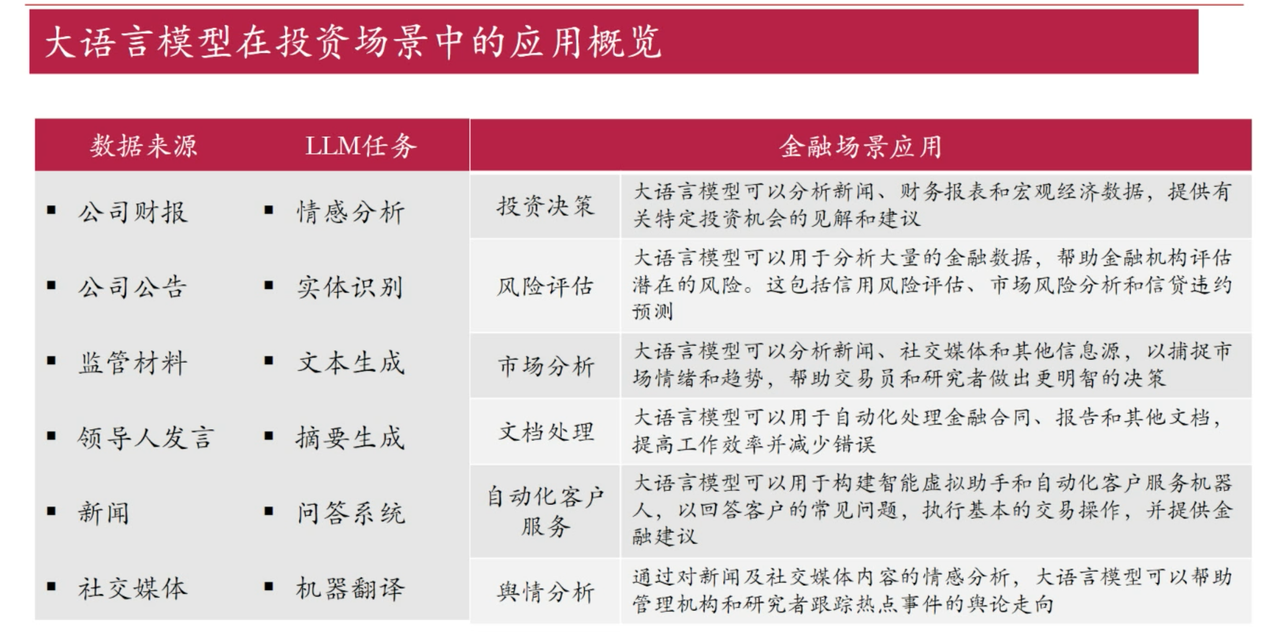 大语言模型在投资场景中的应用概览
数据来源
LLM任务
金融场景应用
▪ 公司财报
▪ 公司公告
▪ 监管材料
▪ 领导人发言
▪ 新闻
▪ 社交媒体
▪ 情感分析
▪ 实体识别
▪ 文本生成
▪ 摘要生成
▪ 问答系统
▪ 机器翻译
投资决策
大语言模型可以分析新闻、财务报表和宏观经济数据，提供有
关特定投资机会的见解和建议
风险评估
大语言模型可以用于分析大量的金融数据，帮助金融机构评估
潜在的风险。这包括信用风险评估、市场风险分析和信贷违约
预测
市场分析
大语言模型可以分析新闻、社交媒体和其他信息源，以捕捉市
场情绪和趋势，帮助交易员和研究者做出更明智的决策
文档处理
大语言模型可以用于自动化处理金融合同、报告和其他文档，
提高工作效率并减少错误
自动化客户
服务
大语言模型可以用于构建智能虚拟助手和自动化客户服务机器
人，以回答客户的常见问题，执行基本的交易操作，并提供金
融建议
舆情分析
通过对新闻及社交媒体内容的情感分析，大语言模型可以帮助
管理机构和研究者跟踪热点事件的舆论走向